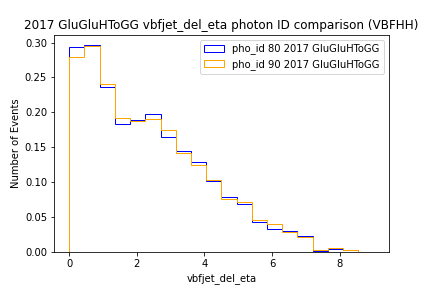 2017 GluGluHToGG vbfjet_del_eta photon ID comparison (VBFHH)
pho_id 80 2017 GluGluHToGG
pho_id 90 2017 GluGluHToGG
Number of Events
0.30
0.25
0.20
0.15
0.10
0.05
0.00
0 2 4 6 8
vbfjet_del_eta